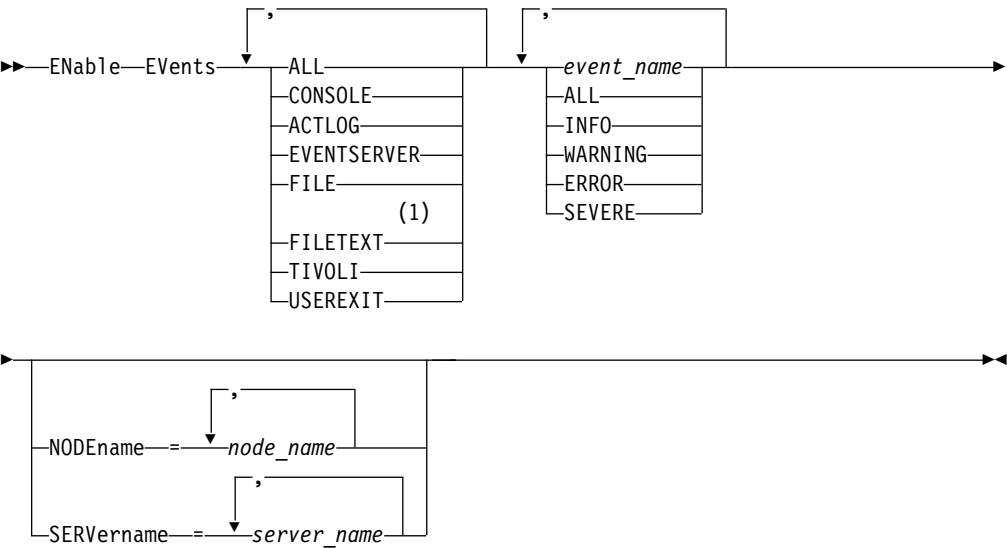 , ,
ENable EVents ALL event_name
CONSOLE ALL
ACTLOG INFO
EVENTSERVER WARNING
FILE ERROR
(1) SEVERE
FILETEXT
TIVOLI
USEREXIT
,
NODEname = node_name
,
SERVername = server_name